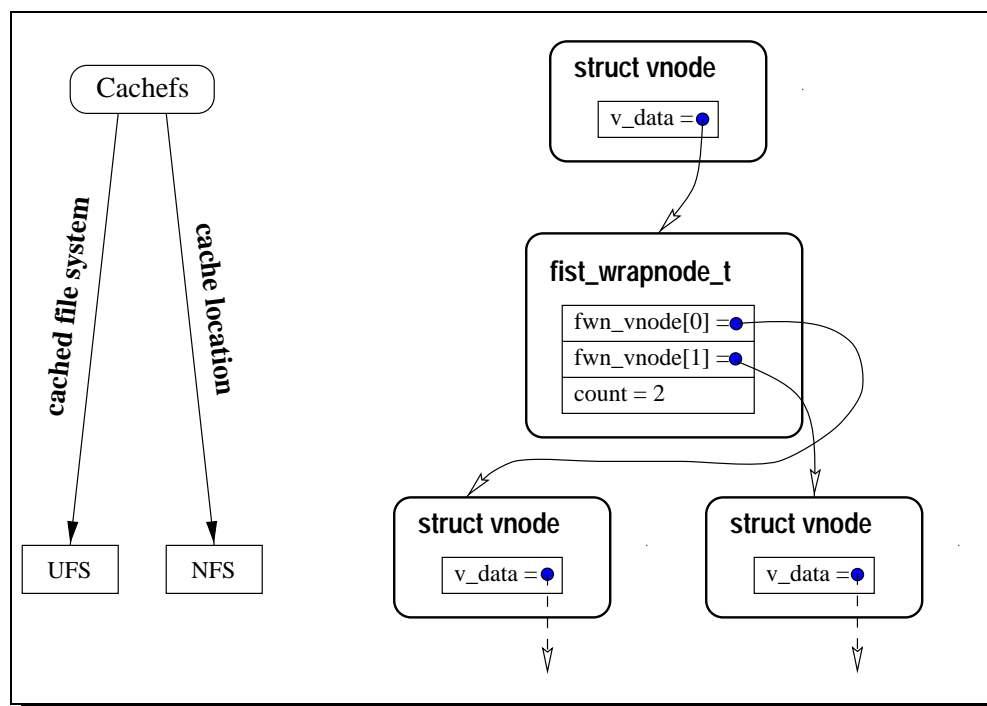 Cachefs
cached file system
cache location
UFS
NFS
struct vnode
v_data =
fist_wrapnode_t
fwn_vnode[0] =
fwn_vnode[1] =
count = 2
struct vnode
v_data =
struct vnode
v_data =